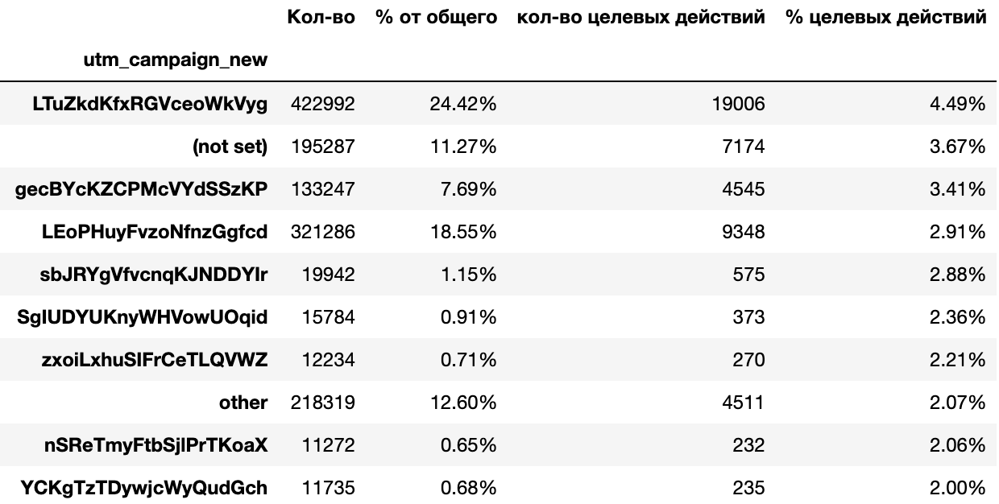 Кол-во % от общего кол-во целевых действий % целевых действий
utm_campaign_new
LTuZkdKfxRGVceoWkVyg 422992 24.42% 19006 4.49%
(not set) 195287 11.27% 7174 3.67%
gecBYcKZCPMcVYdSSzKP 133247 7.69% 4545 3.41%
LEoPHuyFvzoNfnzGgfcd 321286 18.55% 9348 2.91%
sbJRYgVfvcnqKJNDDYIr 19942 1.15% 575 2.88%
SgIUDYUKnyWHVowUOqid 15784 0.91% 373 2.36%
zxoiLxhuSIFrCeTLQVWZ 12234 0.71% 270 2.21%
other 218319 12.60% 4511 2.07%
nSReTmyFtbSjlPrTKoaX 11272 0.65% 232 2.06%
YCKgTzTDywjcWyQudGch 11735 0.68% 235 2.00%